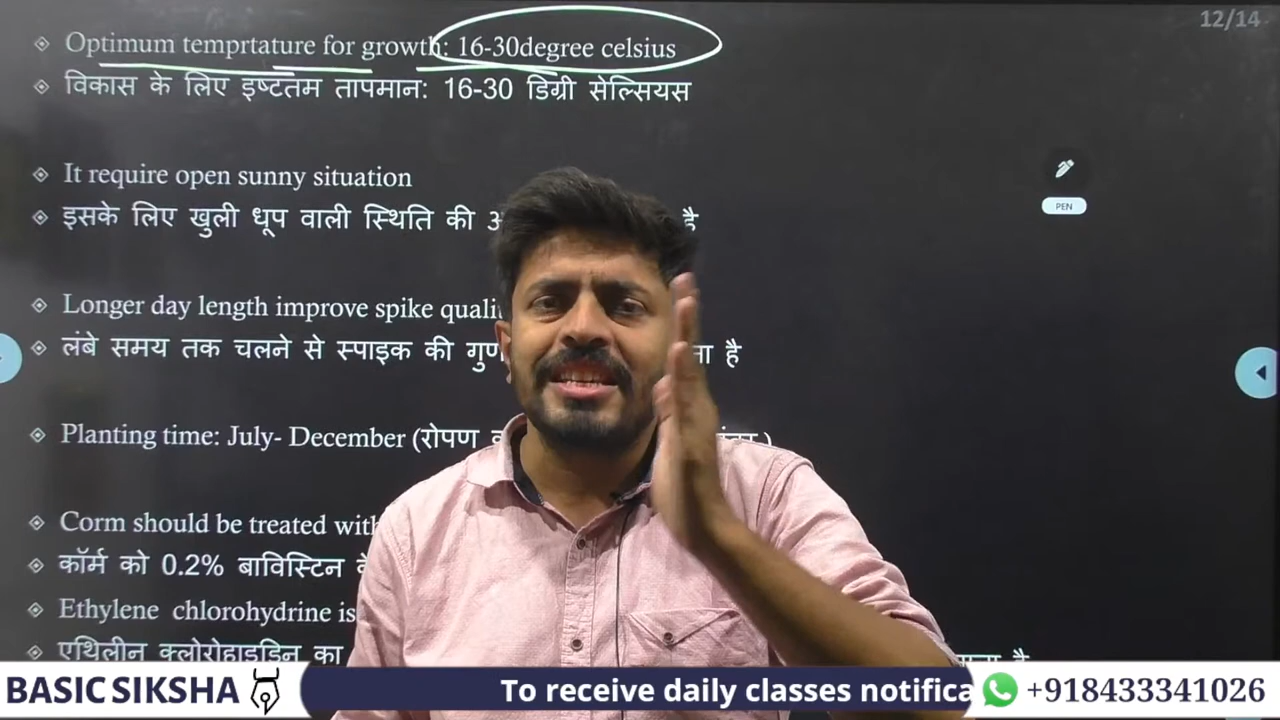 12/14
Optimum temprtature for growth: 16-30degree celsius
विकास के लिए इष्टतम तापमान: 16-30 डिग्री सेल्सियस
It require open sunny situation
PEN
इसके लिए खुली धूप वाली स्थिति की है
Longer day length improve spike
लंबे समय तक चलने से स्पाइक की है
Planting time: July- December (रोपण
Corm should be treated with
कॉर्म को 0.2% बाविस्टिन
Ethylene chlorohydrine is
एथिलीन क्लोरोहाइड्रिन का है
BASIC SIKSHA To receive daily classes +918433341026